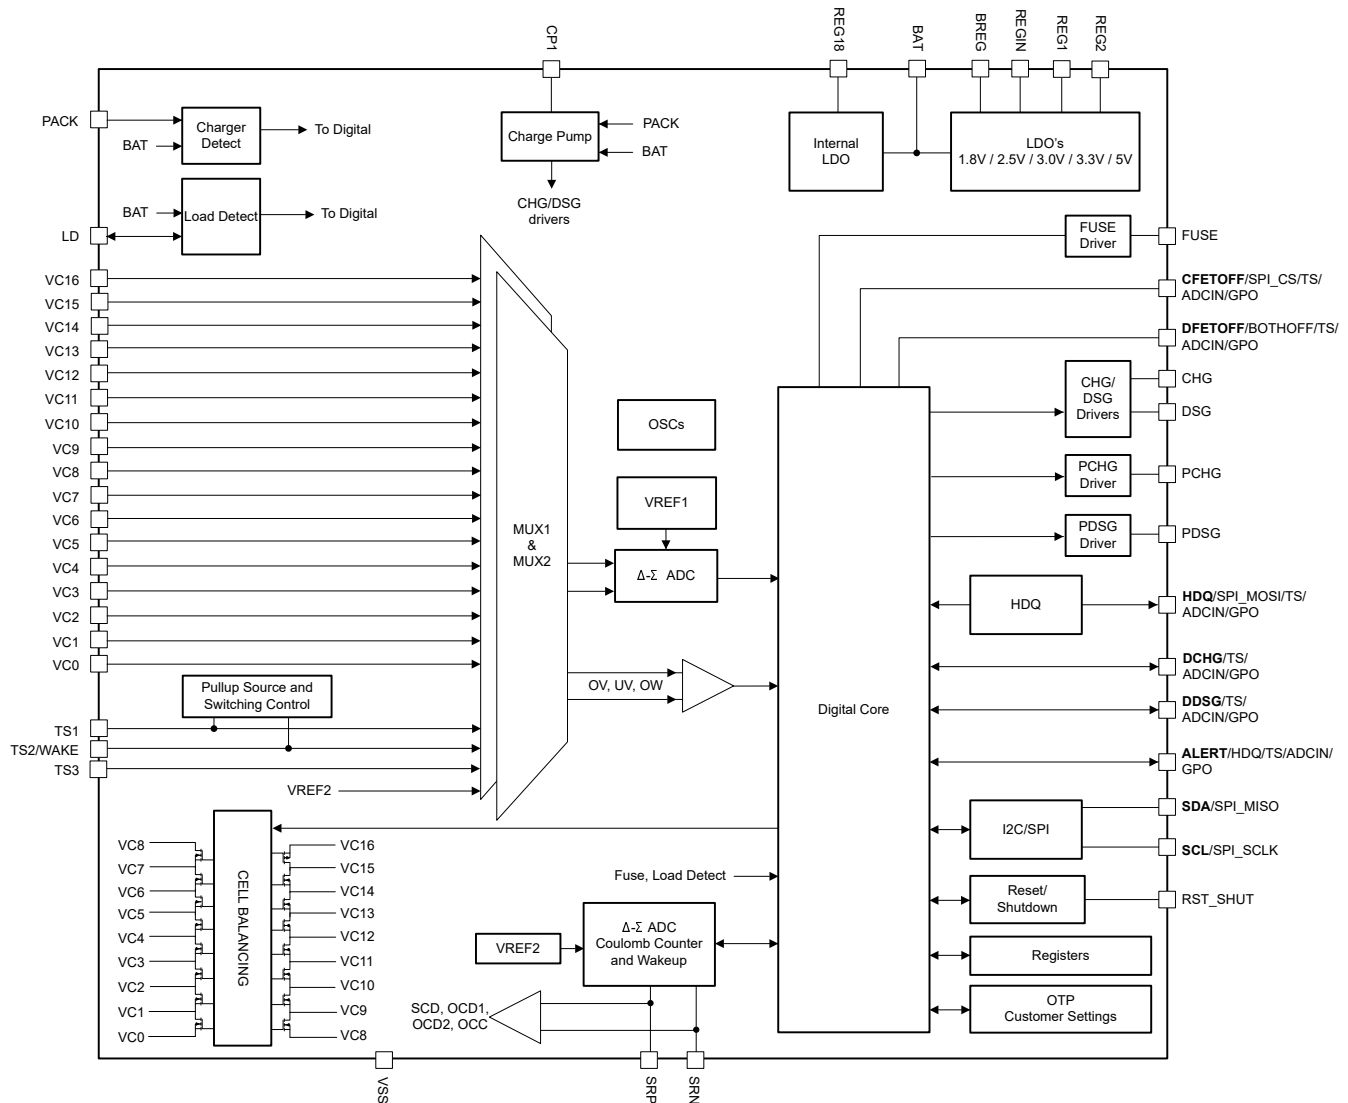 CP1
REG18
BAT
BREG
REGIN
REG1
REG2
PACK
BAT
Charger
Detect
To Digital
Charge Pump
PACK
BAT
CHG/DSG
drivers
Internal
LDO
LDO's
1.8V / 2.5V / 3.0V / 3.3V / 5V
BAT
Load Detect
To Digital
LD
FUSE
Driver
FUSE
CFETOFF/SPI_CS/TS/
ADCIN/GPO
DFETOFF/BOTHOFF/TS/
ADCIN/GPO
VC16
VC15
VC14
VC13
VC12
VC11
VC10
VC9
VC8
VC7
VC6
VC5
VC4
VC3
VC2
VC1
VC0
MUX1
&
MUX2
OSCs
VREF1
Δ-Σ ADC
OV, UV, OW
Digital Core
CHG/
DSG
Drivers
CHG
DSG
PCHG
Driver
PCHG
PDSG
Driver
PDSG
HDQ
HDQ/SPI_MOSI/TS/
ADCIN/GPO
DCHG/TS/
ADCIN/GPO
DDSG/TS/
ADCIN/GPO
ALERT/HDQ/TS/ADCIN/
GPO
Pullup Source and
Switching Control
TS1
TS2/WAKE
TS3
VREF2
I2C/SPI
SDA/SPI_MISO
SCL/SPI_SCLK
Reset/
Shutdown
RST_SHUT
Registers
OTP
Customer Settings
VC8
VC7
VC6
VC5
VC4
VC3
VC2
VC1
VC0
CELL BALANCING
VC16
VC15
VC14
VC13
VC12
VC11
VC10
VC9
VC8
Fuse, Load Detect
VREF2
Δ-Σ ADC
Coulomb Counter
and Wakeup
SCD, OCD1,
OCD2, OCC
VSS
SRP
SRN